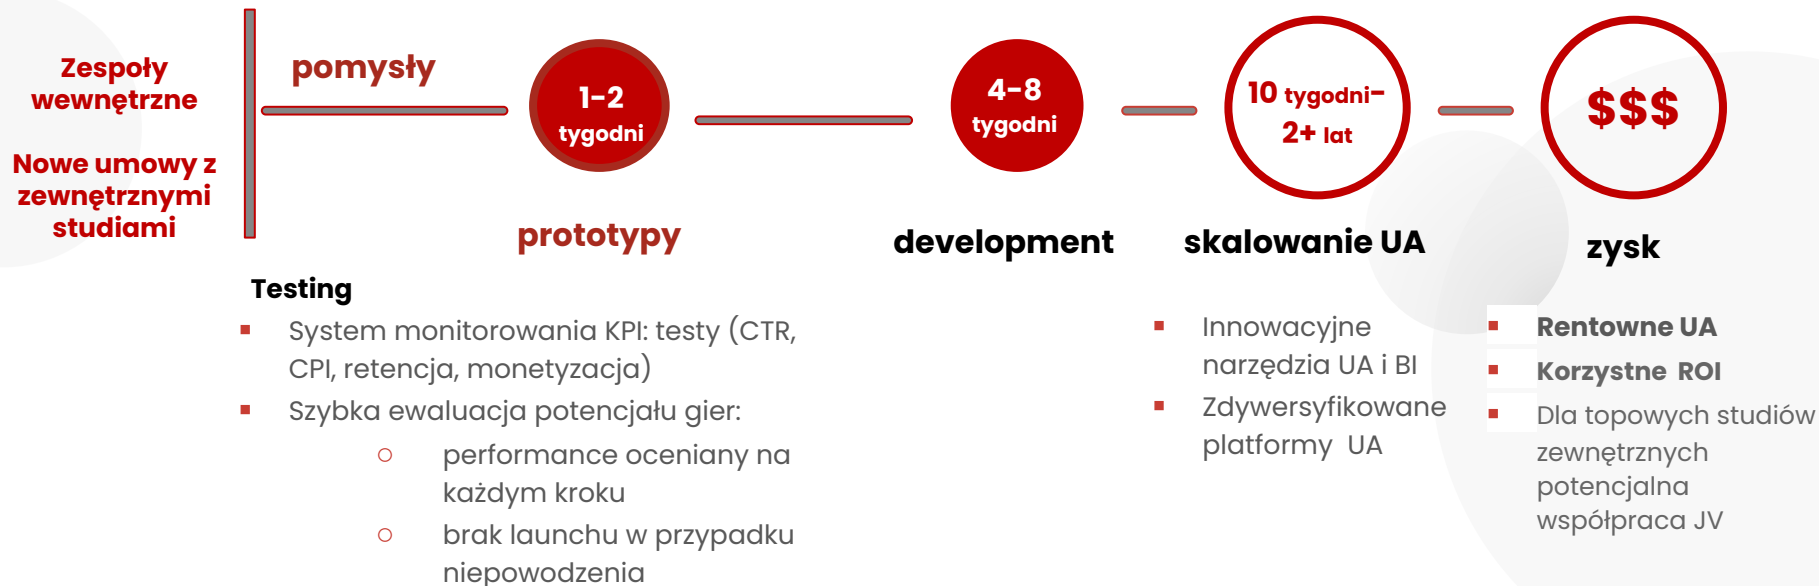 Zespoły
wewnętrzne
Nowe umowy z
zewnętrznymi
studiami
pomysły
1-2
tygodni
prototypy
4-8
tygodni
development
10 tygodni-
2+ lat
skalowanie UA
$$$
zysk
Testing
▪ System monitorowania KPI: testy (CTR,
CPI, retencja, monetyzacja)
▪ Szybka ewaluacja potencjału gier:
○ performance oceniany na
każdym kroku
○ brak launchu w przypadku
niepowodzenia
▪ Innowacyjne
narzędzia UA i BI
▪ Zdywersyfikowane
platformy UA
▪ Rentowne UA
▪ Korzystne ROI
▪ Dla topowych studiów
zewnętrznych
potencjalna
współpraca JV